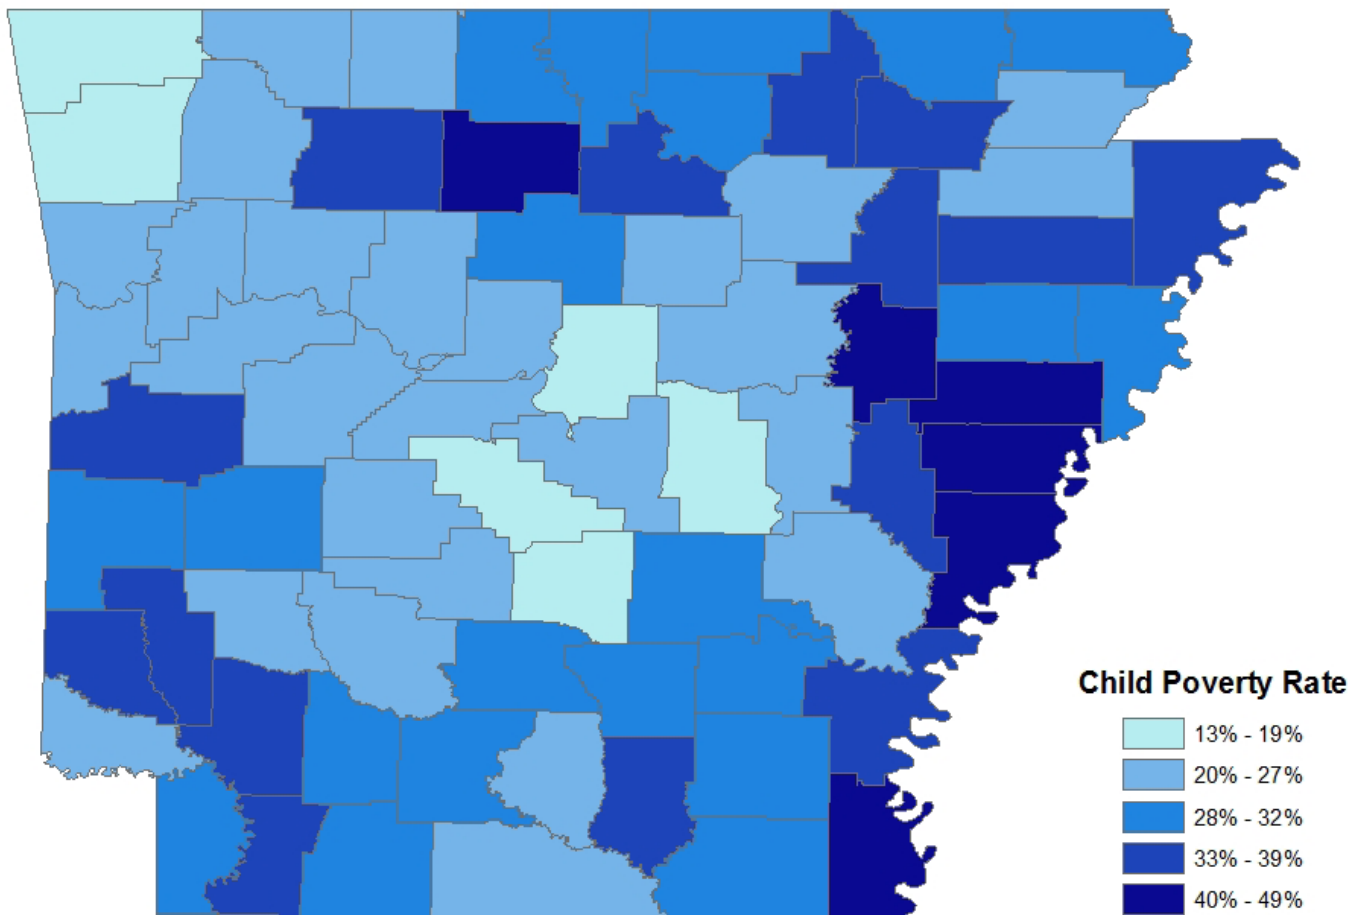 Child Poverty Rate
13% - 19%
20% - 27%
28% - 32%
33% - 39%
40% - 49%